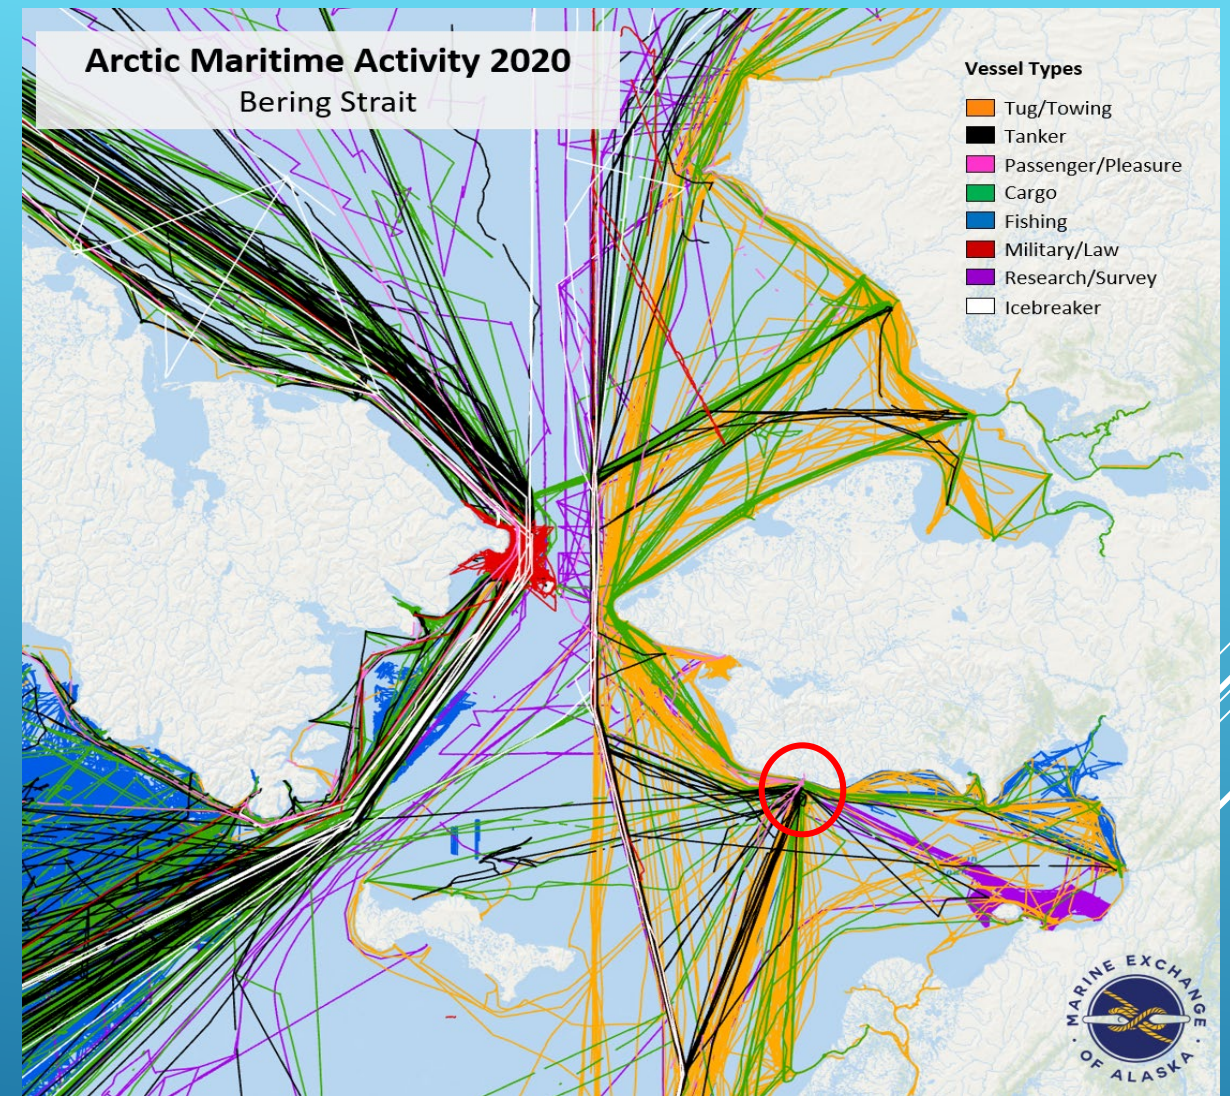 Arctic Maritime Activity 2020
Bering Strait
Vessel Types
Tug/Towing
Tanker
Passenger/Pleasure
Cargo
Fishing
Military/Law
Research/Survey
Icebreaker
MARINE EXCHANGE
OF ALASKA